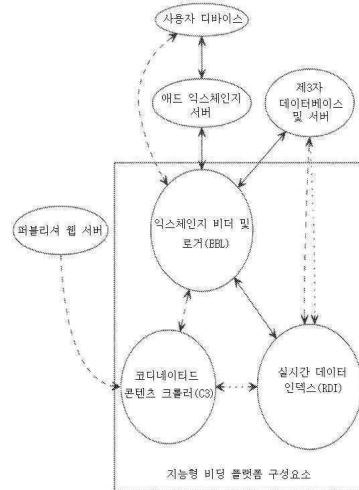 사용자 디바이스
애드 익스체인지
서버
제3자
데이터베이스
및 서버
익스체인지 비더 및
로거(EBL)
퍼블리셔 웹 서버
코디네이티드
콘텐츠 크롤러(C3)
실시간 데이터
인덱스(RDI)
지능형 비딩 플랫폼 구성요소